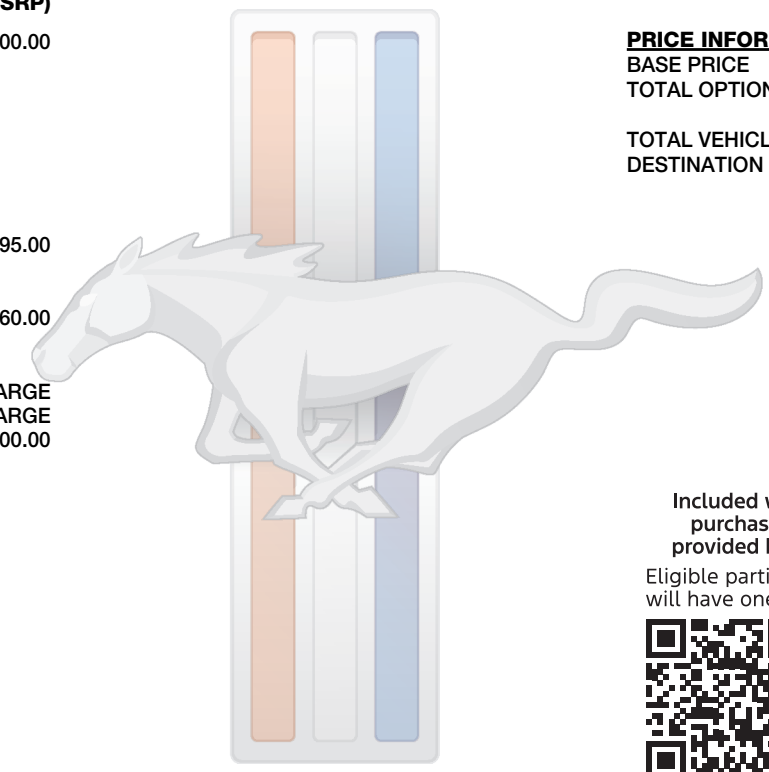 SRP)
00.00
95.00
60.00
ARGE
ARGE
00.00
PRICE INFOR
BASE PRICE
TOTAL OPTION
TOTAL VEHICL
DESTINATION
Included w
purchas
provided b
Eligible parti
will have one